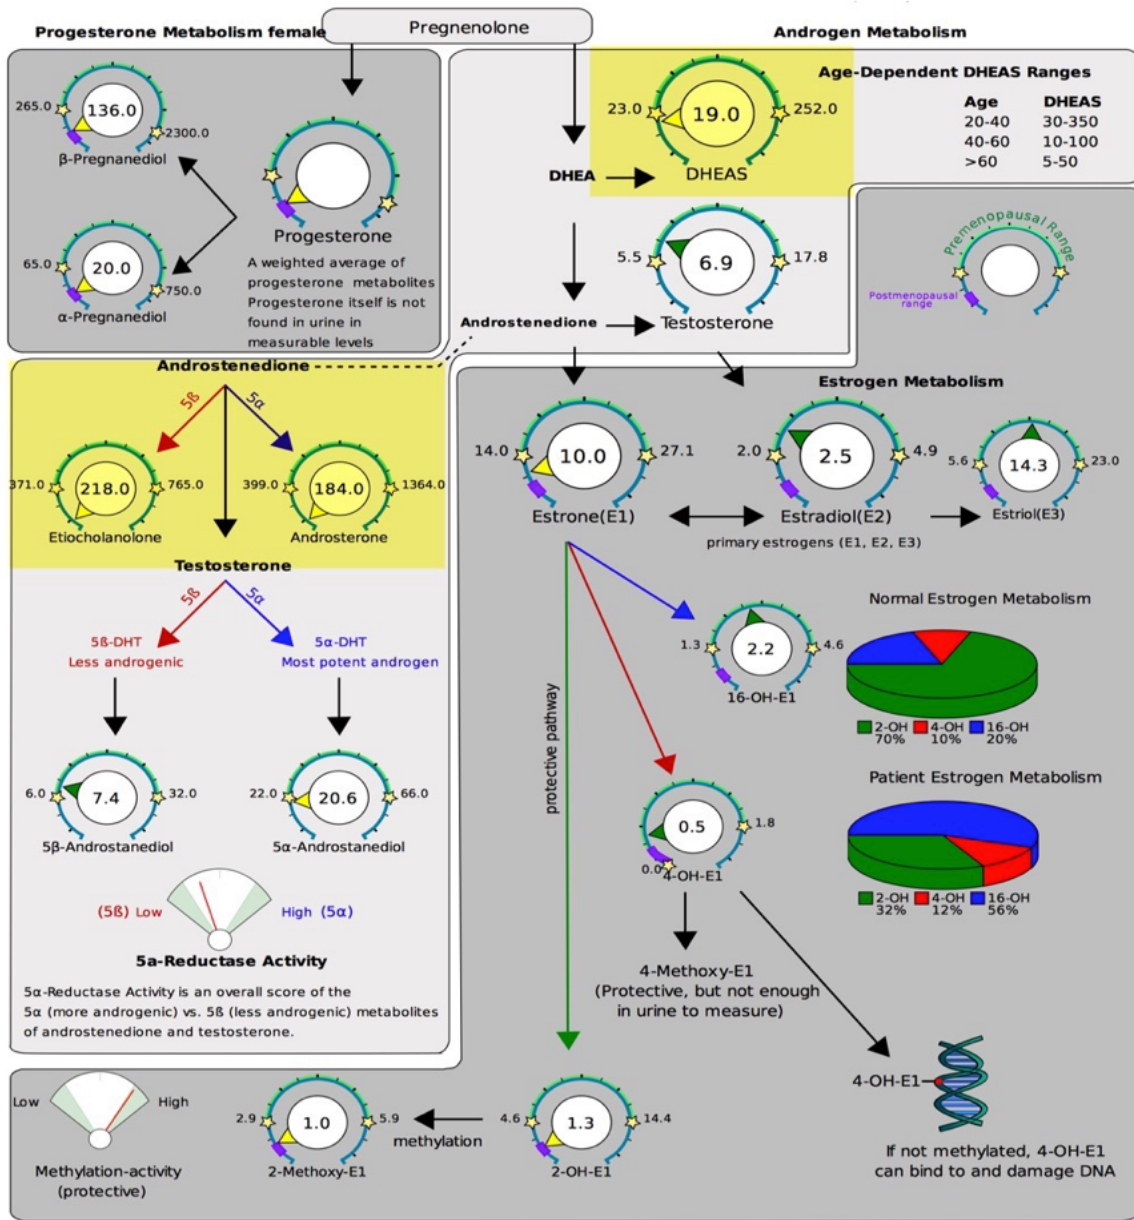 Progesterone Metabolism female
Pregnenolone
Androgen Metabolism
265.0
136.0
2300.0
β-Pregnanediol
65.0
20.0
750.0
α-Pregnanediol
Progesterone
A weighted average of
progesterone metabolites
Progesterone itself is not
found in urine in
measurable levels
DHEA
23.0
19.0
252.0
DHEAS
Age-Dependent DHEAS Ranges
Age DHEAS
20-40 30-350
40-60 10-100
>60 5-50
5.5
6.9
17.8
Testosterone
Androstenedione
Premenopausal Range
Postmenopausal
range
Androstenedione
5ß
5α
371.0
218.0
765.0
Etiocholanolone
399.0
184.0
1364.0
Androsterone
Testosterone
5ß
5α
5ß-DHT
Less androgenic
5α-DHT
Most potent androgen
6.0
7.4
32.0
5β-Androstanediol
22.0
20.6
66.0
5α-Androstanediol
(5ß) Low
High (5α)
5a-Reductase Activity
5α-Reductase Activity is an overall score of the
5α (more androgenic) vs. 5ß (less androgenic) metabolites
of androstenedione and testosterone.
Estrogen Metabolism
14.0
10.0
27.1
Estrone(E1)
2.0
2.5
4.9
Estradiol(E2)
5.6
14.3
23.0
Estriol(E3)
primary estrogens (E1, E2, E3)
protective pathway
1.3
2.2
4.6
16-OH-E1
Normal Estrogen Metabolism
2-OH 4-OH 16-OH
70% 10% 20%
0.0
0.5
1.8
4-OH-E1
Patient Estrogen Metabolism
2-OH 4-OH 16-OH
32% 12% 56%
4-Methoxy-E1
(Protective, but not enough
in urine to measure)
4-OH-E1
If not methylated, 4-OH-E1
can bind to and damage DNA
Low
High
Methylation-activity
(protective)
2.9
1.0
5.9
2-Methoxy-E1
methylation
4.6
1.3
14.4
2-OH-E1